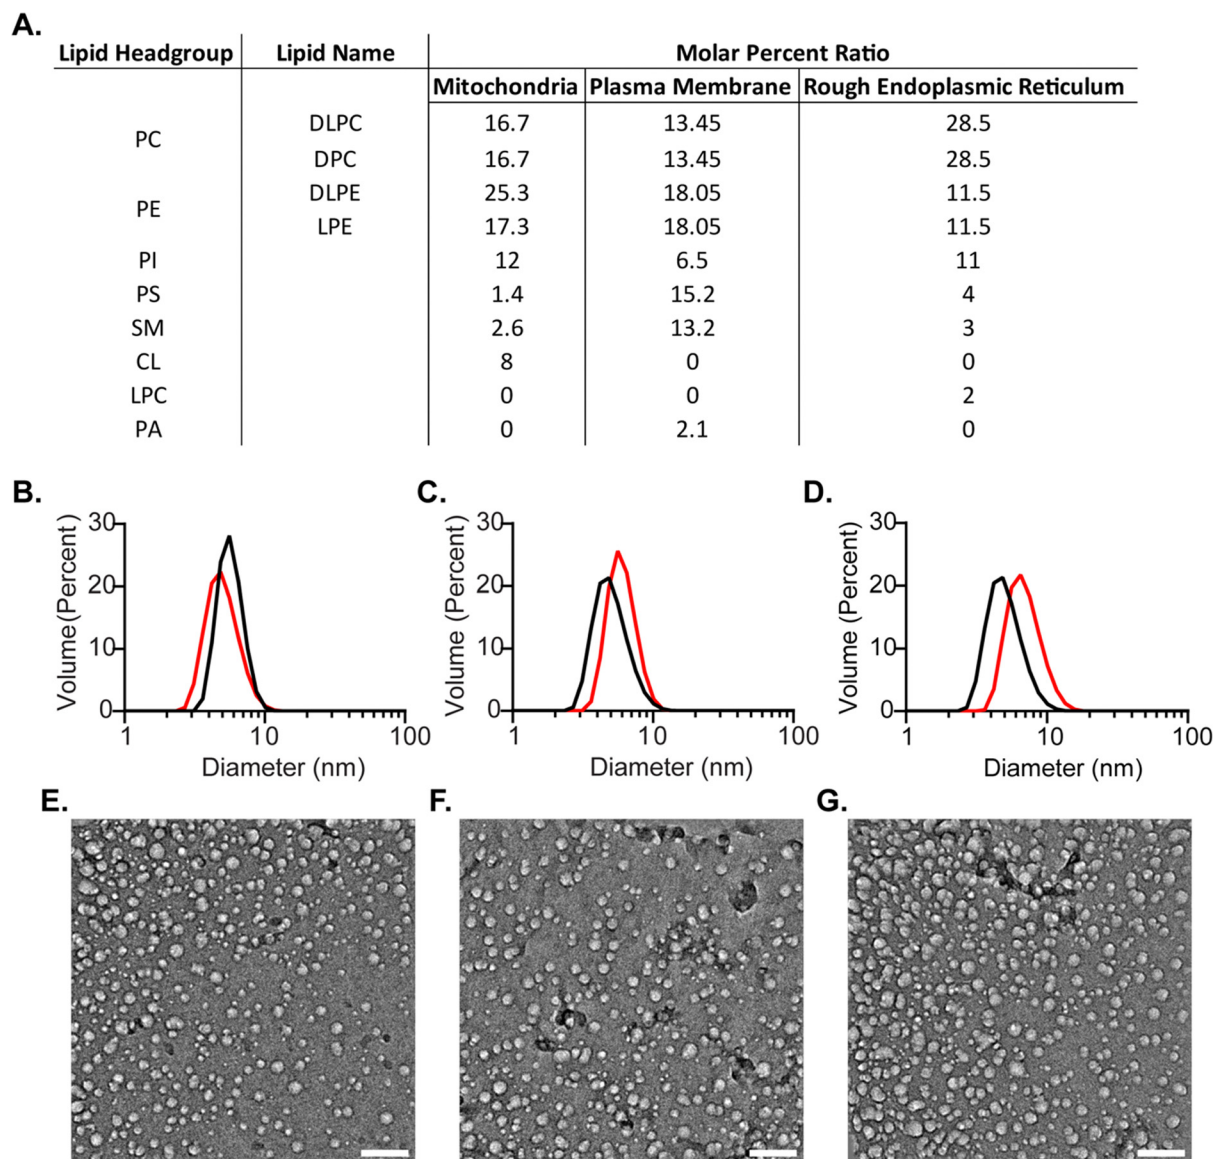 A.
Lipid Headgroup Lipid Name Molar Percent Ratio
Mitochondria Plasma Membrane Rough Endoplasmic Reticulum
PC DLPC 16.7 13.45 28.5
DPC 16.7 13.45 28.5
PE DLPE 25.3 18.05 11.5
LPE 17.3 18.05 11.5
PI 12 6.5 11
PS 1.4 15.2 4
SM 2.6 13.2 3
CL 8 0 0
LPC 0 0 2
PA 0 2.1 0
B.
Volume (Percent)
30
20
10
0
1 10 100
Diameter (nm)
C.
Volume (Percent)
30
20
10
0
1 10 100
Diameter (nm)
D.
Volume (Percent)
30
20
10
0
1 10 100
Diameter (nm)
E.
F.
G.